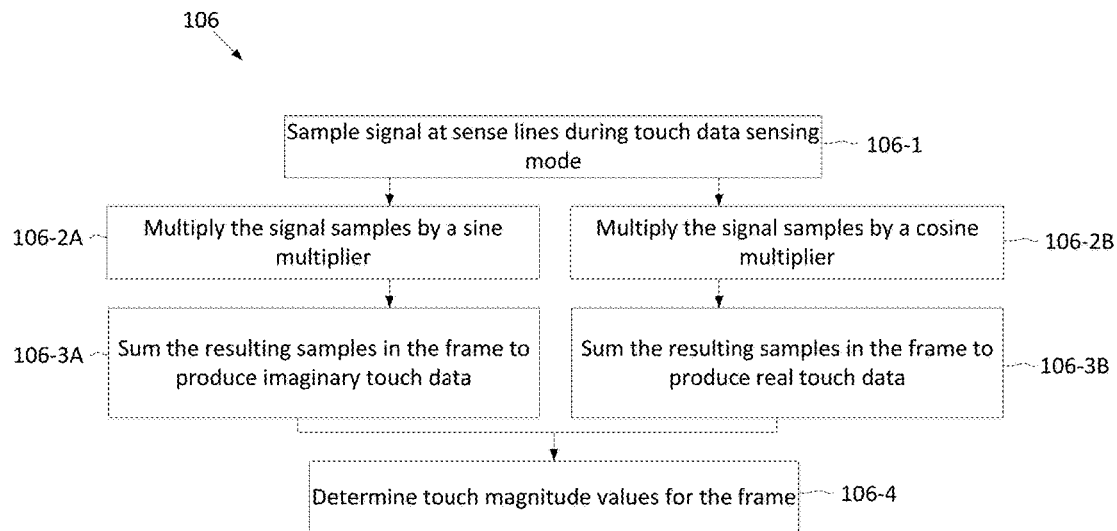 106
Sample signal at sense lines during touch data sensing
mode
106-1
106-2A
Multiply the signal samples by a sine
multiplier
Multiply the signal samples by a cosine
multiplier
106-2B
106-3A
Sum the resulting samples in the frame to
produce imaginary touch data
Sum the resulting samples in the frame to
produce real touch data
106-3B
Determine touch magnitude values for the frame
106-4